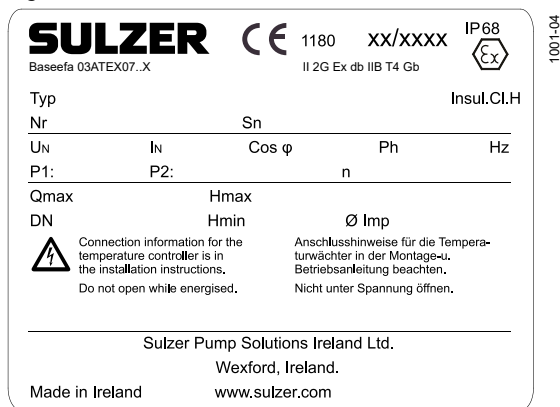 SULZER CE 1180 xx/xxxx IP68
Baseefa 03ATEX07..X II 2G Ex db IIB T4 Gb Ex
1001-04
Typ Insul.Cl.H
Nr Sn
UN IN Cos φ Ph Hz
P1: P2: n
Qmax Hmax
DN Hmin Ø Imp
Connection information for the
temperature controller is in
the installation instructions.
Do not open while energised.
Anschlusshinweise für die Tempera-
turwächter in der Montage-u.
Betriebsanleitung beachten.
Nicht unter Spannung öffnen.
Sulzer Pump Solutions Ireland Ltd.
Wexford, Ireland.
Made in Ireland www.sulzer.com